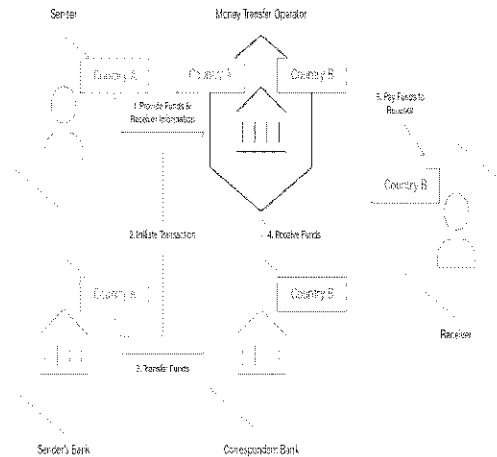 Sender
Money Transfer Operator
Country A
Country A
Country B
1. Provide Funds &
Receiver Information
5. Pay Funds to
Receiver
Country B
2. Initiate Transaction
4. Receive Funds
Country A
Country B
Receiver
3. Transfer Funds
Sender's Bank
Correspondent Bank